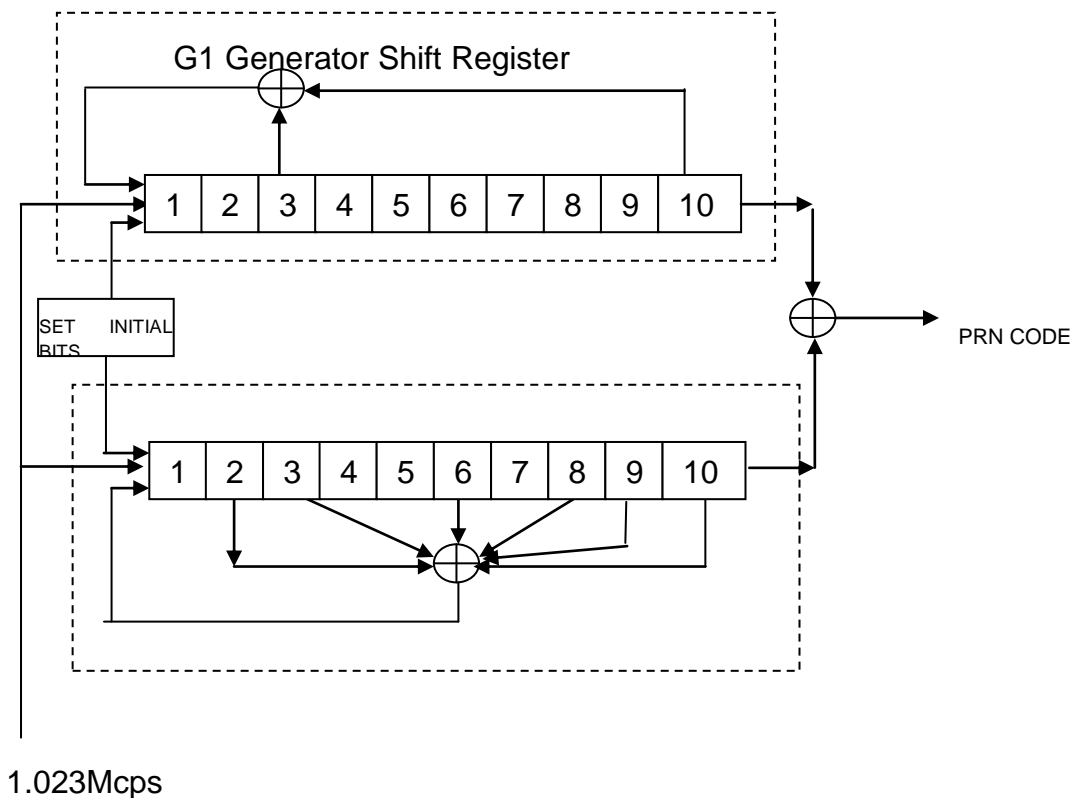 G1 Generator Shift Register
1 2 3 4 5 6 7 8 9 10
SET INITIAL
BITS
PRN CODE
1 2 3 4 5 6 7 8 9 10
1.023Mcps